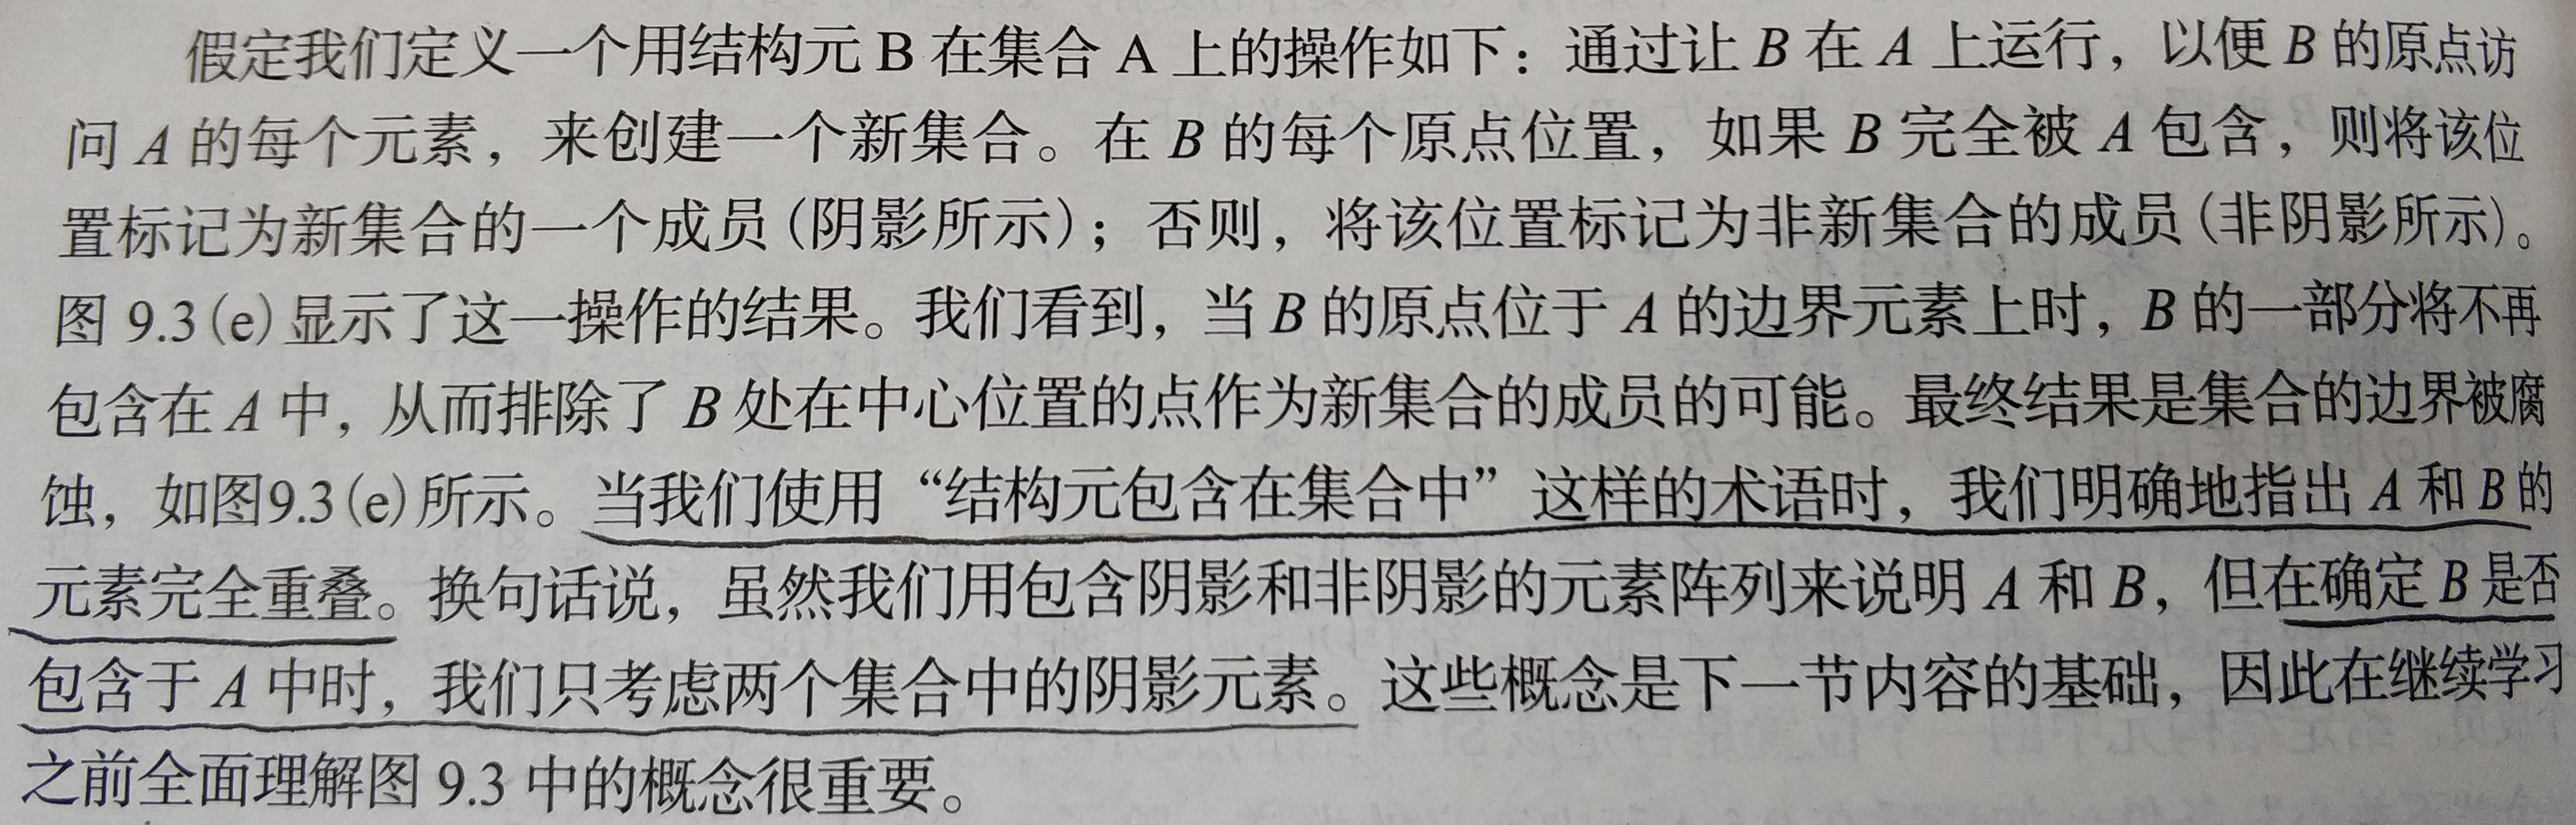 假定我们定义一个用结构元 B 在集合 A 上的操作如下：通过让 B 在 A 上运行，以便 B 的原点访
问 A 的每个元素，来创建一个新集合。在 B 的每个原点位置，如果 B 完全被 A 包含，则将该位
置标记为新集合的一个成员(阴影所示)；否则，将该位置标记为非新集合的成员(非阴影所示)。
图 9.3(e)显示了这一操作的结果。我们看到，当 B 的原点位于 A 的边界元素上时，B 的一部分将不再
包含在 A 中，从而排除了 B 处在中心位置的点作为新集合的成员的可能。最终结果是集合的边界被腐
蚀，如图9.3(e)所示。当我们使用“结构元包含在集合中”这样的术语时，我们明确地指出 A 和 B 的
元素完全重叠。换句话说，虽然我们用包含阴影和非阴影的元素阵列来说明 A 和 B，但在确定 B 是否
包含于 A 中时，我们只考虑两个集合中的阴影元素。这些概念是下一节内容的基础，因此在继续学习
之前全面理解图 9.3 中的概念很重要。